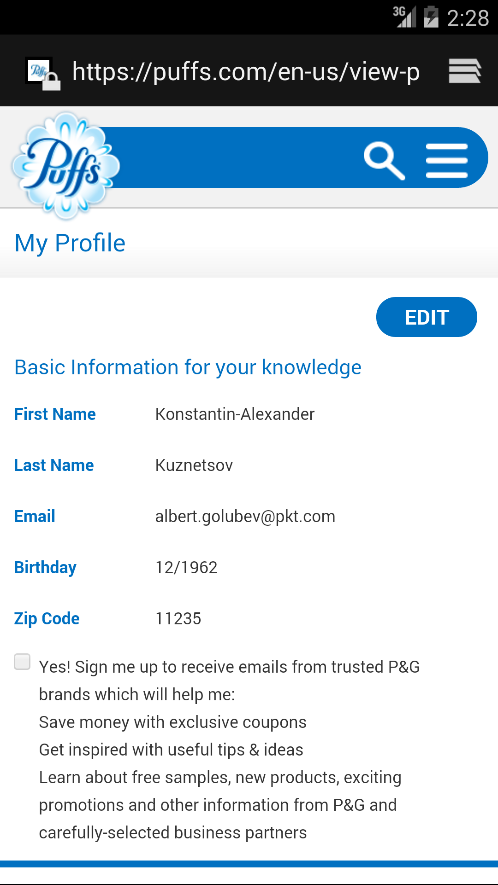 3G 2:28
Puffs https://puffs.com/en-us/view-p
Puffs
My Profile
EDIT
Basic Information for your knowledge
First Name Konstantin-Alexander
Last Name Kuznetsov
Email albert.golubev@pkt.com
Birthday 12/1962
Zip Code 11235
Yes! Sign me up to receive emails from trusted P&G
brands which will help me:
Save money with exclusive coupons
Get inspired with useful tips & ideas
Learn about free samples, new products, exciting
promotions and other information from P&G and
carefully-selected business partners